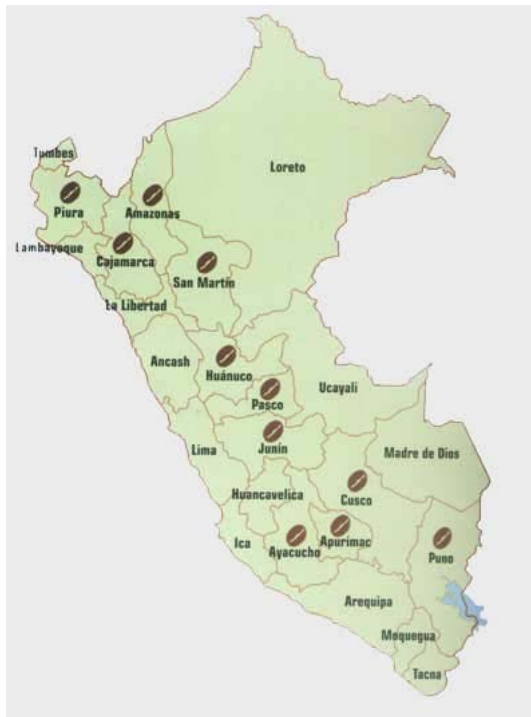 Tumbes
Loreto
Piura
Amazonas
Lambayeque
Cajamarca
San Martín
La Libertad
Ancash
Huánuco
Ucayali
Pasco
Lima
Junín
Madre de Dios
Huancavelica
Cusco
Ica
Ayacucho
Apurimac
Puno
Arequipa
Moquegua
Tacna